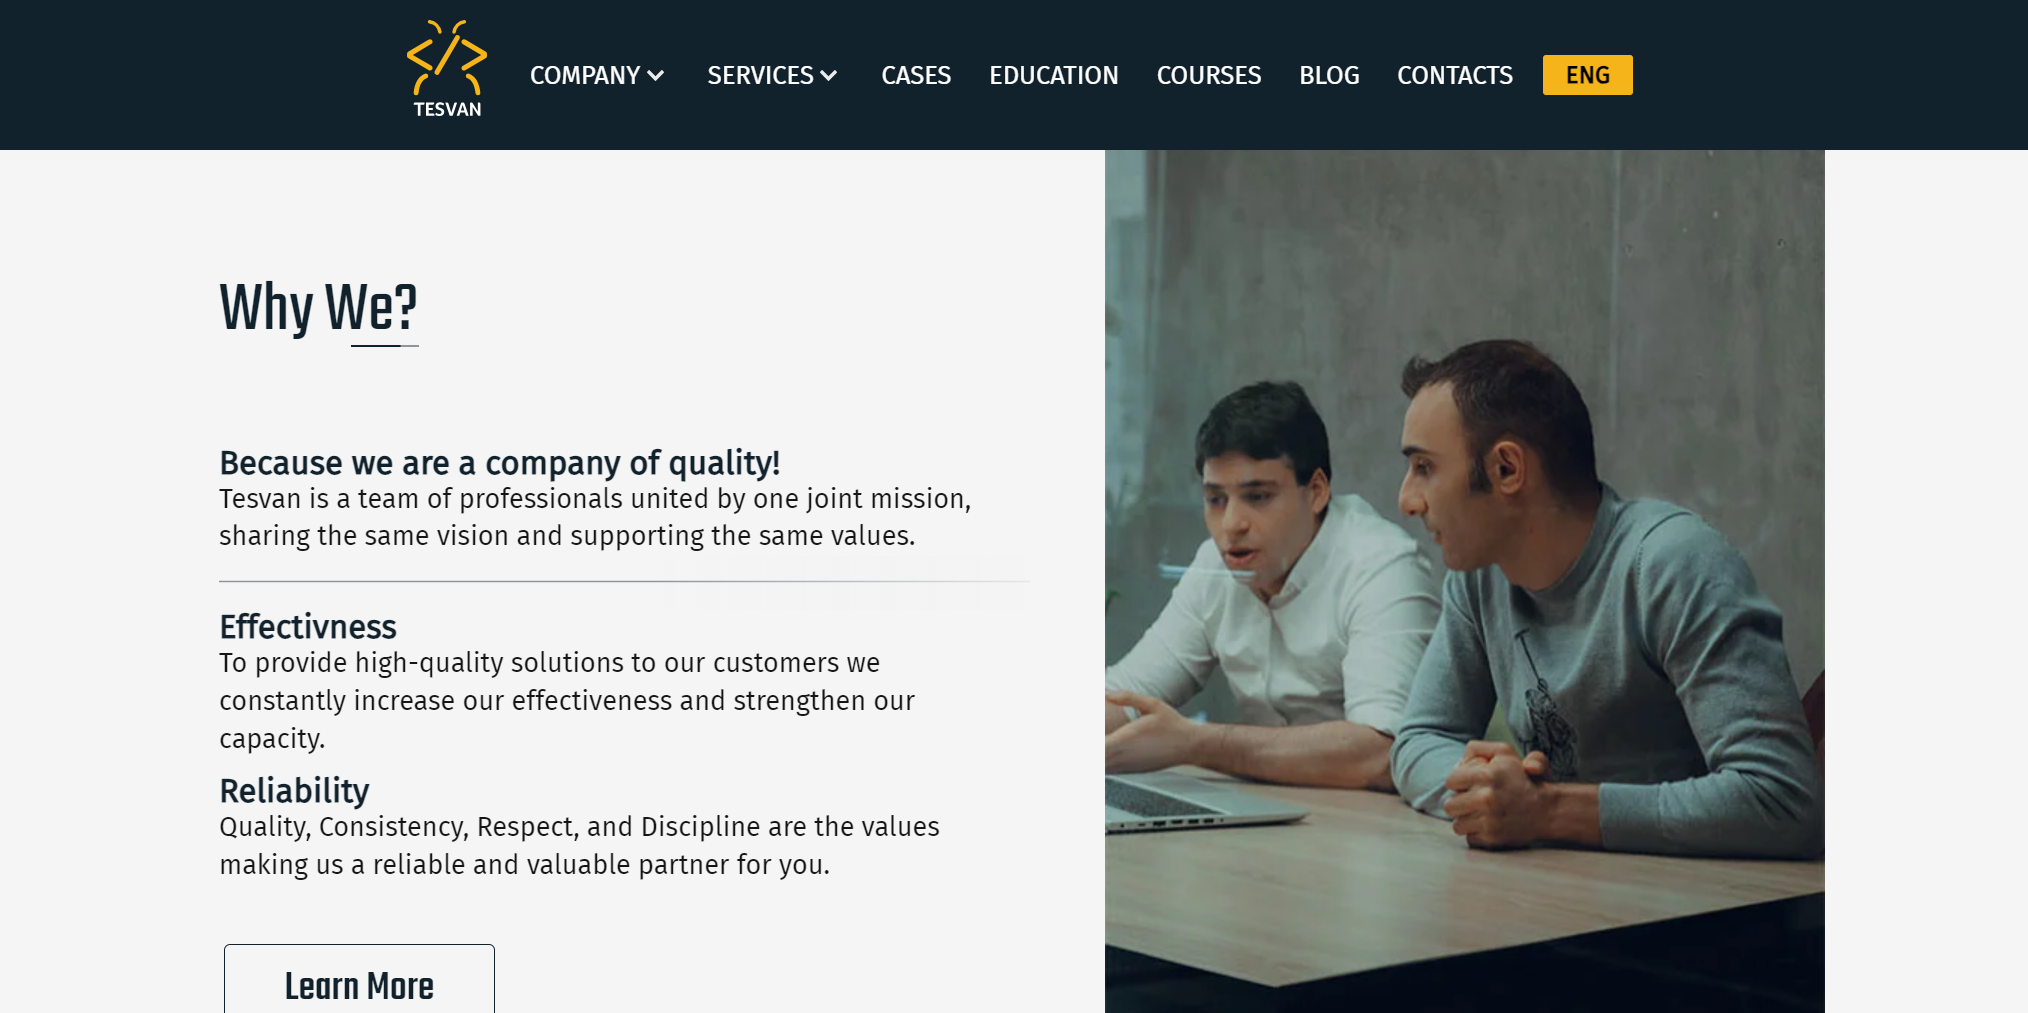 TESVAN
COMPANY
SERVICES
CASES
EDUCATION
COURSES
BLOG
CONTACTS
ENG
Why We?
Because we are a company of quality!
Tesvan is a team of professionals united by one joint mission,
sharing the same vision and supporting the same values.
Effectivness
To provide high-quality solutions to our customers we
constantly increase our effectiveness and strengthen our
capacity.
Reliability
Quality, Consistency, Respect, and Discipline are the values
making us a reliable and valuable partner for you.
Learn More